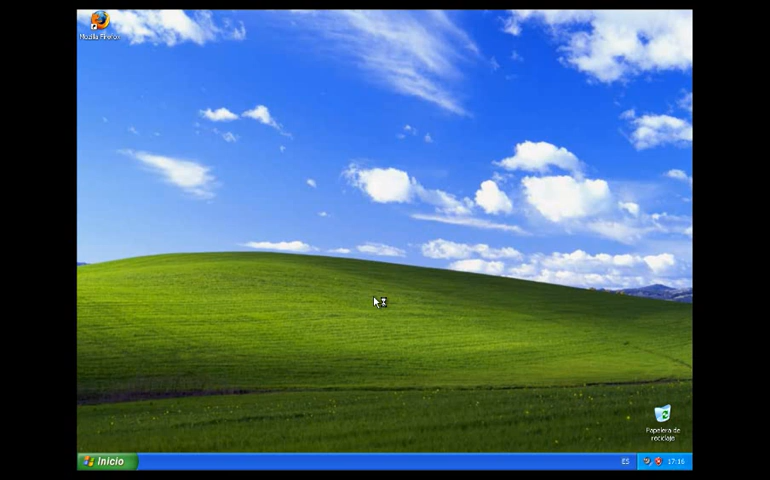 Mozilla Firefox
Papelera de
reciclaje
Inicio
ES
17:16